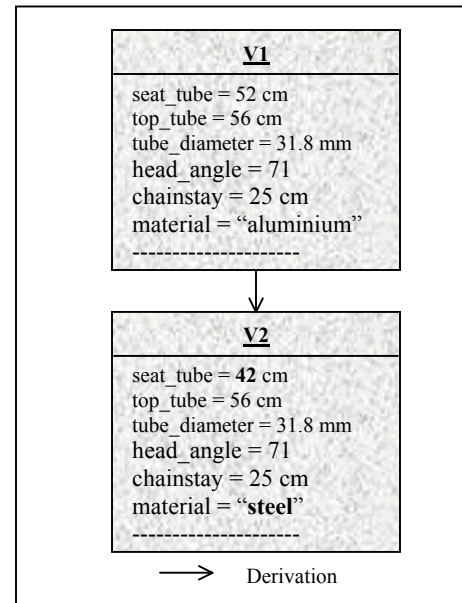 V1
seat_tube = 52 cm
top_tube = 56 cm
tube_diameter = 31.8 mm
head_angle = 71
chainstay = 25 cm
material = “aluminium”
---------------------
V2
seat_tube = 42 cm
top_tube = 56 cm
tube_diameter = 31.8 mm
head_angle = 71
chainstay = 25 cm
material = “steel”
---------------------
Derivation